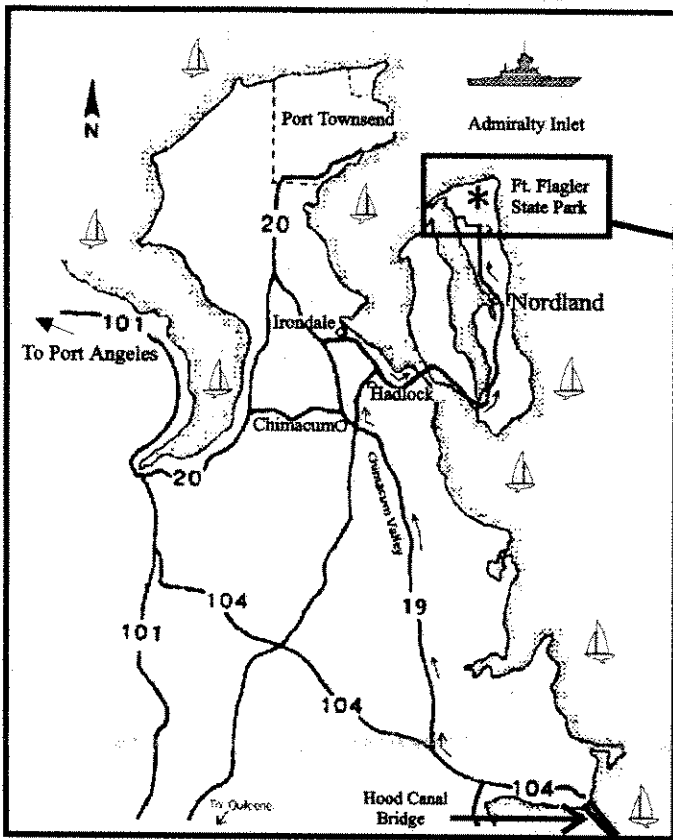 N
Port Townsend
Admiralty Inlet
Ft. Flagler
State Park
20
Nordland
101
Irondale
To Port Angeles
Hadlock
Chimacum
20
Chimacum Valley
104
19
101
104
104
To Quilcene
Hood Canal
Bridge